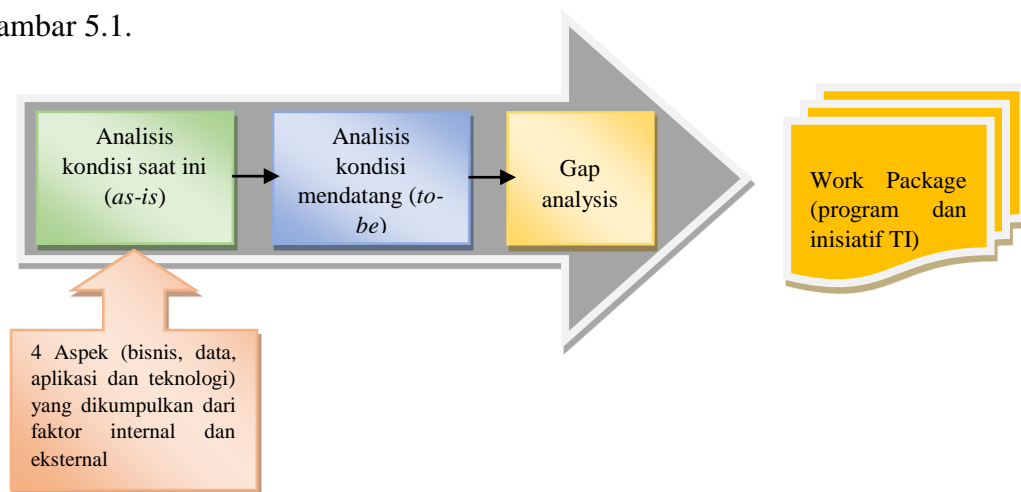 ambar 5.1.
Analisis
kondisi saat ini
(as-is)
Analisis
kondisi
mendatang (to-
be)
Gap
analysis
Work Package
(program dan
inisiatif TI)
4 Aspek (bisnis, data,
aplikasi dan teknologi)
yang dikumpulkan dari
faktor internal dan
eksternal